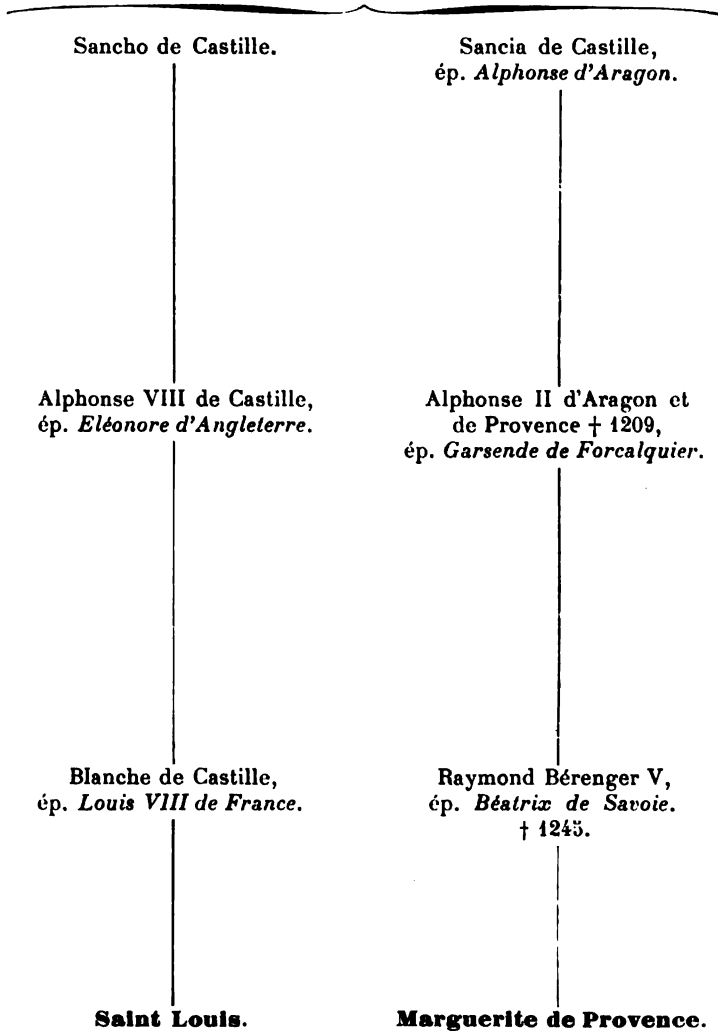 Sancho de Castille.
Sancia de Castille,
ép. Alphonse d'Aragon.
Alphonse VIII de Castille,
ép. Eléonore d'Angleterre.
Alphonse II d'Aragon et
de Provence † 1209,
ép. Garsende de Forcalquier.
Blanche de Castille,
ép. Louis VIII de France.
Raymond Bérenger V,
ép. Béatrix de Savoie.
† 1245.
Saint Louis.
Marguerite de Provence.